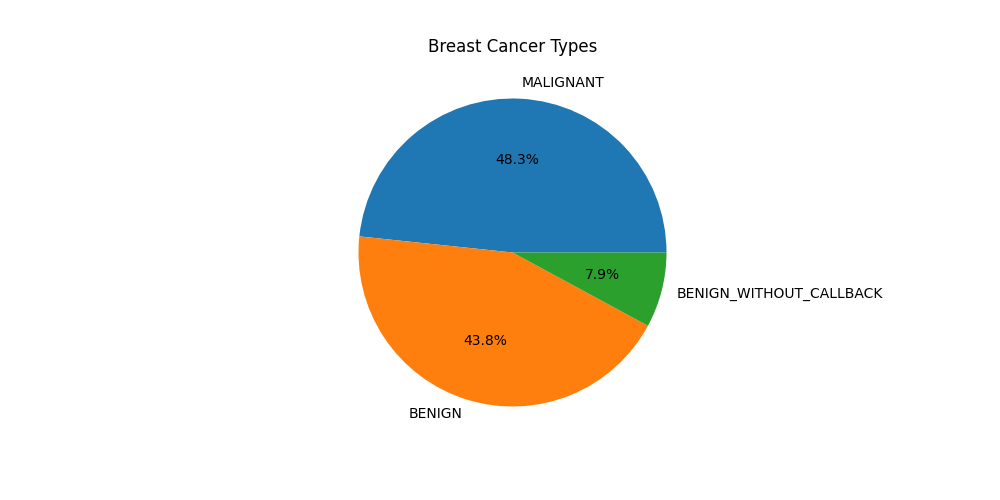 Breast Cancer Types
MALIGNANT
48.3%
7.9%
BENIGN_WITHOUT_CALLBACK
43.8%
BENIGN